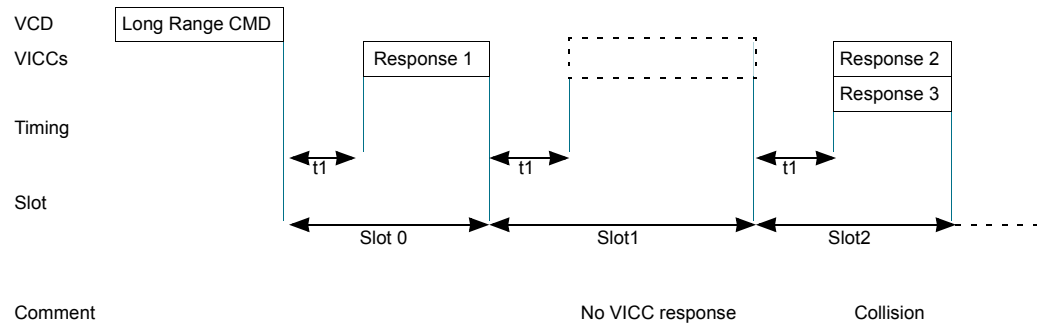 VCD Long Range CMD
VICCs Response 1 Response 2
Response 3
Timing
t1 t1 t1
Slot
Slot 0 Slot1 Slot2
Comment No VICC response Collision